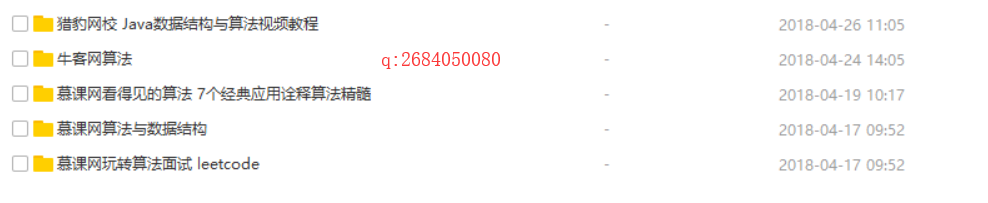 猎豹网校 Java数据结构与算法视频教程 - 2018-04-26 11:05
牛客网算法 q:2684050080 - 2018-04-24 14:05
慕课网看得见的算法 7个经典应用诠释算法精髓 - 2018-04-19 10:17
慕课网算法与数据结构 - 2018-04-17 09:52
慕课网玩转算法面试 leetcode - 2018-04-17 09:52